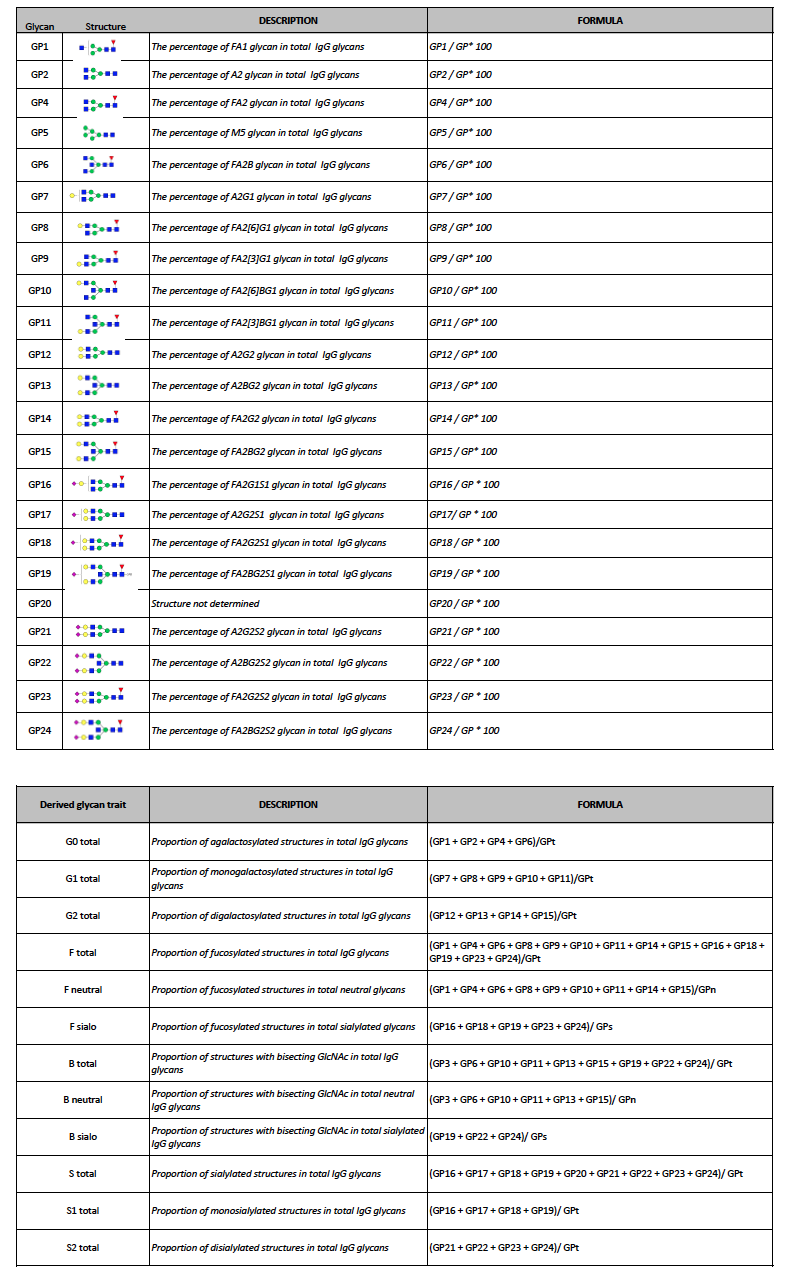 Glycan Structure DESCRIPTION FORMULA
GP1 The percentage of FA1 glycan in total IgG glycans GP1 / GP* 100
GP2 The percentage of A2 glycan in total IgG glycans GP2 / GP* 100
GP4 The percentage of FA2 glycan in total IgG glycans GP4 / GP* 100
GP5 The percentage of M5 glycan in total IgG glycans GP5 / GP* 100
GP6 The percentage of FA2B glycan in total IgG glycans GP6 / GP* 100
GP7 The percentage of A2G1 glycan in total IgG glycans GP7 / GP* 100
GP8 The percentage of FA2[6]G1 glycan in total IgG glycans GP8 / GP* 100
GP9 The percentage of FA2[3]G1 glycan in total IgG glycans GP9 / GP* 100
GP10 The percentage of FA2[6]BG1 glycan in total IgG glycans GP10 / GP* 100
GP11 The percentage of FA2[3]BG1 glycan in total IgG glycans GP11 / GP* 100
GP12 The percentage of A2G2 glycan in total IgG glycans GP12 / GP* 100
GP13 The percentage of A2BG2 glycan in total IgG glycans GP13 / GP* 100
GP14 The percentage of FA2G2 glycan in total IgG glycans GP14 / GP* 100
GP15 The percentage of FA2BG2 glycan in total IgG glycans GP15 / GP* 100
GP16 The percentage of FA2G1S1 glycan in total IgG glycans GP16 / GP * 100
GP17 The percentage of A2G2S1 glycan in total IgG glycans GP17/ GP * 100
GP18 The percentage of FA2G2S1 glycan in total IgG glycans GP18 / GP * 100
GP19 The percentage of FA2BG2S1 glycan in total IgG glycans GP19 / GP * 100
GP20 Structure not determined GP20 / GP * 100
GP21 The percentage of A2G2S2 glycan in total IgG glycans GP21 / GP * 100
GP22 The percentage of A2BG2S2 glycan in total IgG glycans GP22 / GP * 100
GP23 The percentage of FA2G2S2 glycan in total IgG glycans GP23 / GP * 100
GP24 The percentage of FA2BG2S2 glycan in total IgG glycans GP24 / GP * 100
Derived glycan trait DESCRIPTION FORMULA
G0 total Proportion of agalactosylated structures in total IgG glycans (GP1 + GP2 + GP4 + GP6)/GPt
G1 total Proportion of monogalactosylated structures in total IgG
glycans (GP7 + GP8 + GP9 + GP10 + GP11)/GPt
G2 total Proportion of digalactosylated structures in total IgG glycans (GP12 + GP13 + GP14 + GP15)/GPt
F total Proportion of fucosylated structures in total IgG glycans (GP1 + GP4 + GP6 + GP8 + GP9 + GP10 + GP11 + GP14 + GP15 + GP16 + GP18 +
GP19 + GP23 + GP24)/GPt
F neutral Proportion of fucosylated structures in total neutral glycans (GP1 + GP4 + GP6 + GP8 + GP9 + GP10 + GP11 + GP14 + GP15)/GPn
F sialo Proportion of fucosylated structures in total sialylated glycans (GP16 + GP18 + GP19 + GP23 + GP24)/ GPs
B total Proportion of structures with bisecting GlcNAc in total IgG
glycans (GP3 + GP6 + GP10 + GP11 + GP13 + GP15 + GP19 + GP22 + GP24)/ GPt
B neutral Proportion of structures with bisecting GlcNAc in total neutral
IgG glycans (GP3 + GP6 + GP10 + GP11 + GP13 + GP15)/ GPn
B sialo Proportion of structures with bisecting GlcNAc in total sialylated
IgG glycans (GP19 + GP22 + GP24)/ GPs
S total Proportion of sialylated structures in total IgG glycans (GP16 + GP17 + GP18 + GP19 + GP20 + GP21 + GP22 + GP23 + GP24)/ GPt
S1 total Proportion of monosialylated structures in total IgG glycans (GP16 + GP17 + GP18 + GP19)/ GPt
S2 total Proportion of disialylated structures in total IgG glycans (GP21 + GP22 + GP23 + GP24)/ GPt